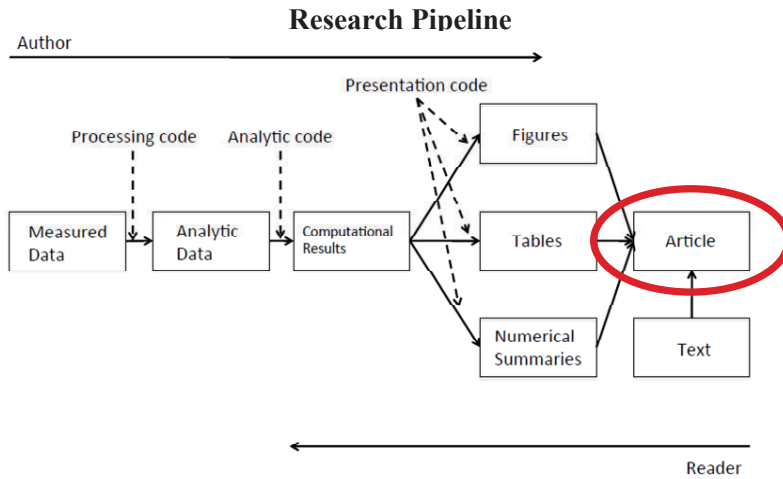 Research Pipeline
Author
Presentation code
Processing code
Analytic code
Figures
Measured
Data
Analytic
Data
Computational
Results
Tables
Article
Numerical
Summaries
Text
Reader